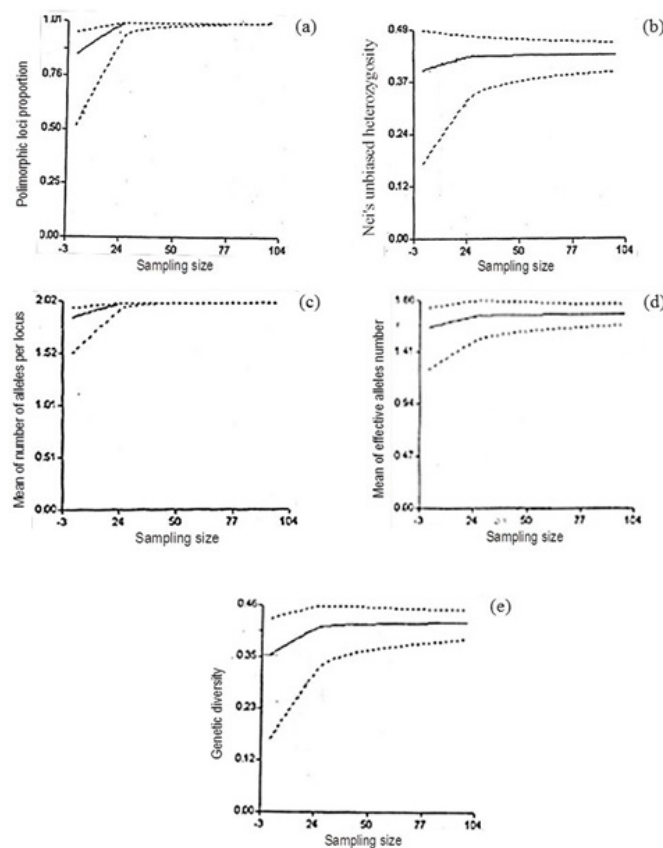 (a)
Polimorphic loci proportion
1.01
0.76
0.50
0.25
0.00
-3 24 50 77 104
Sampling size
(b)
Nei's unbiased heterozygosity
0.49
0.37
0.24
0.12
0.00
-3 24 50 77 104
Sampling size
(c)
Mean of number of alleles per locus
2.02
1.52
1.01
0.51
0.00
-3 24 50 77 104
Sampling size
(d)
Mean of effective alleles number
0.94
0.47
0.00
-3 24 50 77 104
Sampling size
(e)
Genetic diversity
0.46
0.35
0.23
0.12
0.00
-3 24 50 77 104
Sampling size